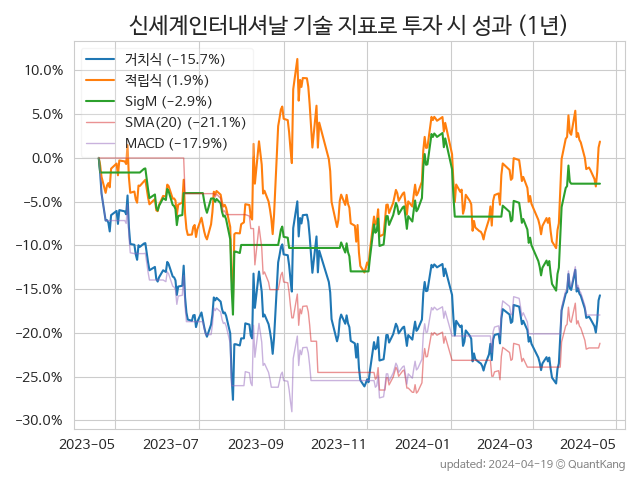 신세계인터내셔날 기술 지표로 투자 시 성과 (1년)
거치식 (−15.7%)
적립식 (1.9%)
SigM (−2.9%)
SMA(20) (−21.1%)
MACD (−17.9%)
10.0%
5.0%
0.0%
−5.0%
−10.0%
−15.0%
−20.0%
−25.0%
−30.0%
2023-05 2023-07 2023-09 2023-11 2024-01 2024-03 2024-05
updated: 2024-04-19 © QuantKang